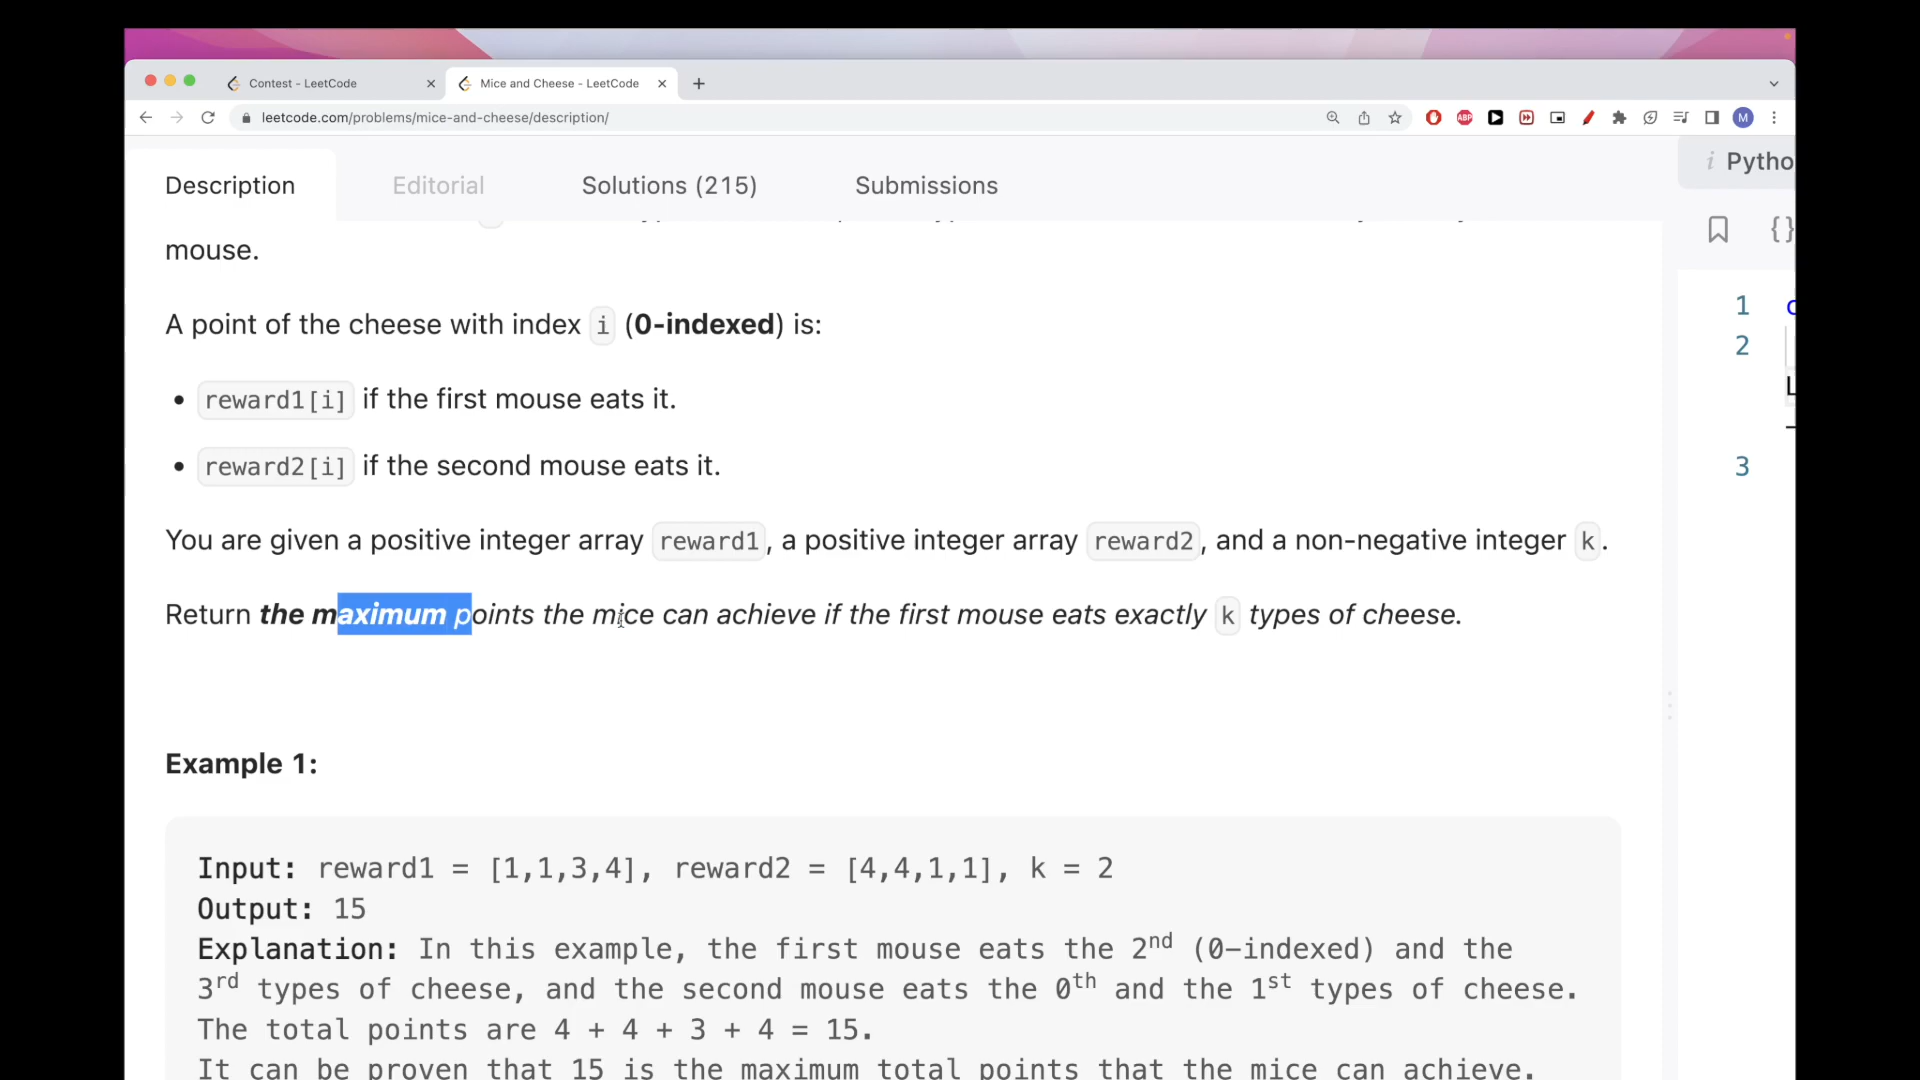 Contest - LeetCode
Mice and Cheese - LeetCode
leetcode.com/problems/mice-and-cheese/description/
ABP
M
Description
Editorial
Solutions (215)
Submissions
i Pytho
mouse.
{}
A point of the cheese with index i (0-indexed) is:
1
2
reward1[i] if the first mouse eats it.
reward2[i] if the second mouse eats it.
3
You are given a positive integer array reward1, a positive integer array reward2, and a non-negative integer k.
Return the maximum points the mice can achieve if the first mouse eats exactly k types of cheese.
Example 1:
Input: reward1 = [1,1,3,4], reward2 = [4,4,1,1], k = 2
Output: 15
Explanation: In this example, the first mouse eats the 2nd (0-indexed) and the
3rd types of cheese, and the second mouse eats the 0th and the 1st types of cheese.
The total points are 4 + 4 + 3 + 4 = 15.
It can be proven that 15 is the maximum total points that the mice can achieve.